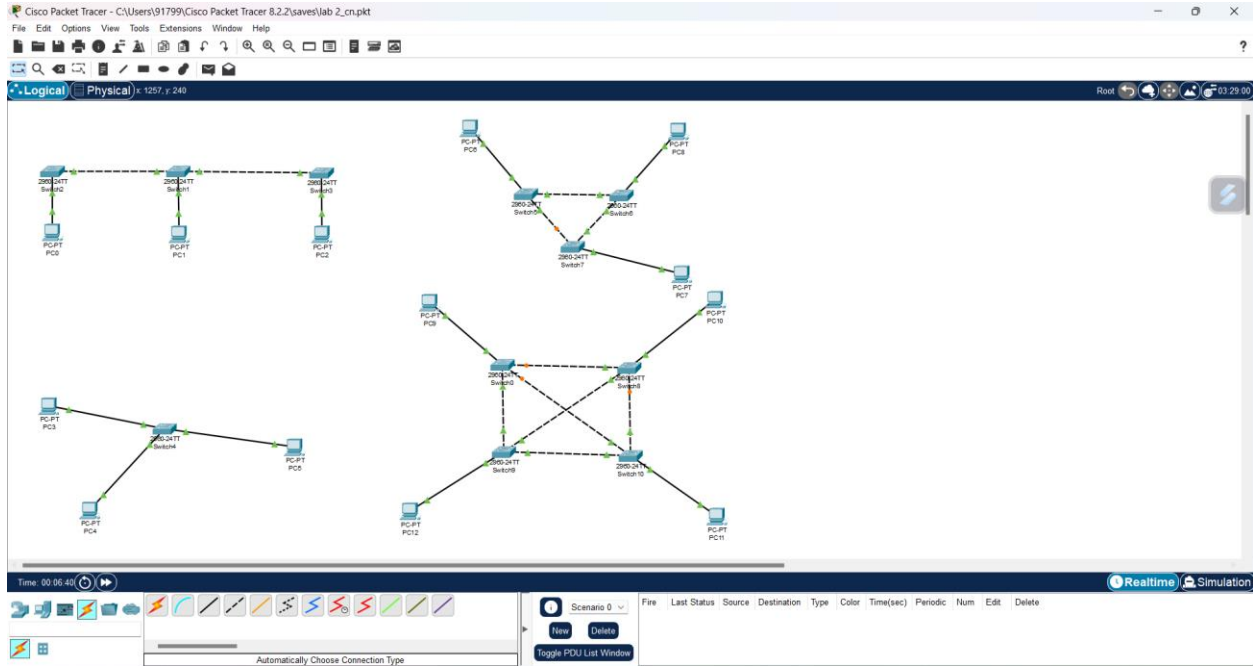 Cisco Packet Tracer - C:\Users\91799\Cisco Packet Tracer 8.2.2\saves\lab 2_cn.pkt
File Edit Options View Tools Extensions Window Help
?
Logical Physical x: 1257, y: 240 Root 03:29:00
PC-PT
PC6
PC-PT
PC8
2960-24TT
Switch2
2960-24TT
Switch1
2960-24TT
Switch3
2960-24TT
Switch5
2960-24TT
Switch6
PC-PT
PC0
PC-PT
PC1
PC-PT
PC2
2960-24TT
Switch7
PC-PT
PC7
PC-PT
PC9
PC-PT
PC10
2960-24TT
Switch0
2960-24TT
Switch8
PC-PT
PC3
2960-24TT
Switch4
PC-PT
PC5
2960-24TT
Switch9
2960-24TT
Switch10
PC-PT
PC4
PC-PT
PC12
PC-PT
PC11
Time: 00:06:40 Realtime Simulation
Scenario 0
New Delete
Toggle PDU List Window
Fire Last Status Source Destination Type Color Time(sec) Periodic Num Edit Delete
Automatically Choose Connection Type